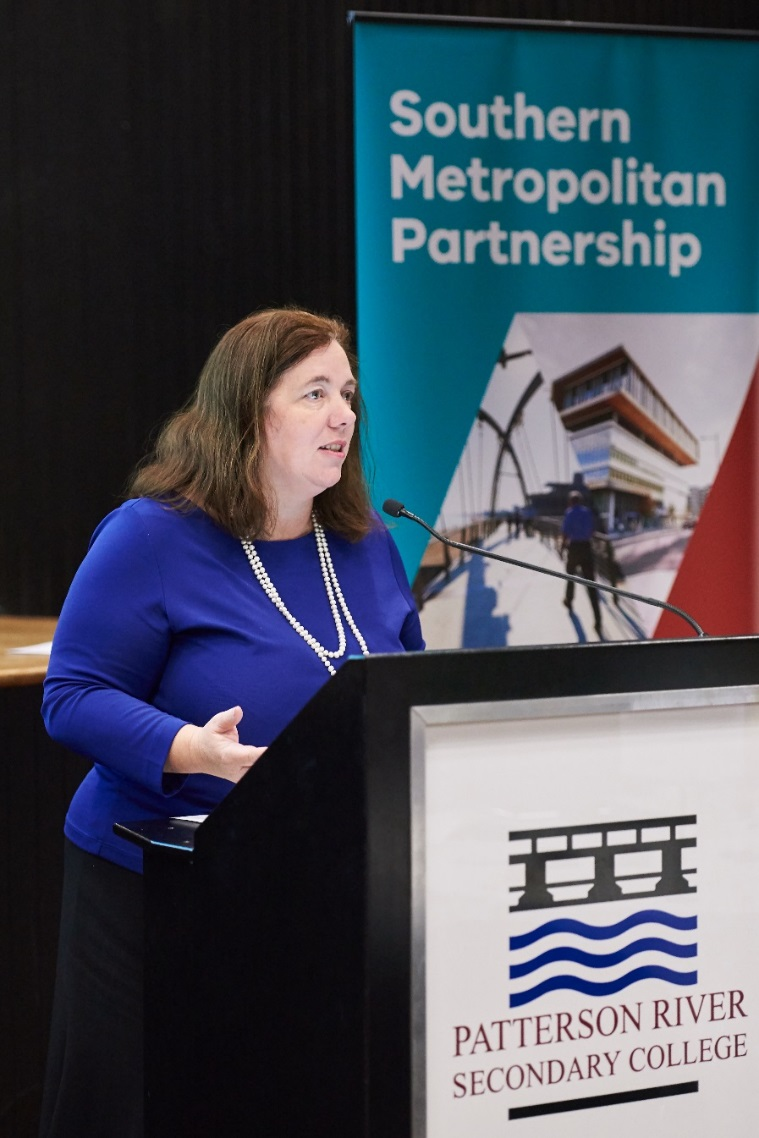 Southern
Metropolitan
Partnership
PATTERSON RIVER
SECONDARY COLLEGE